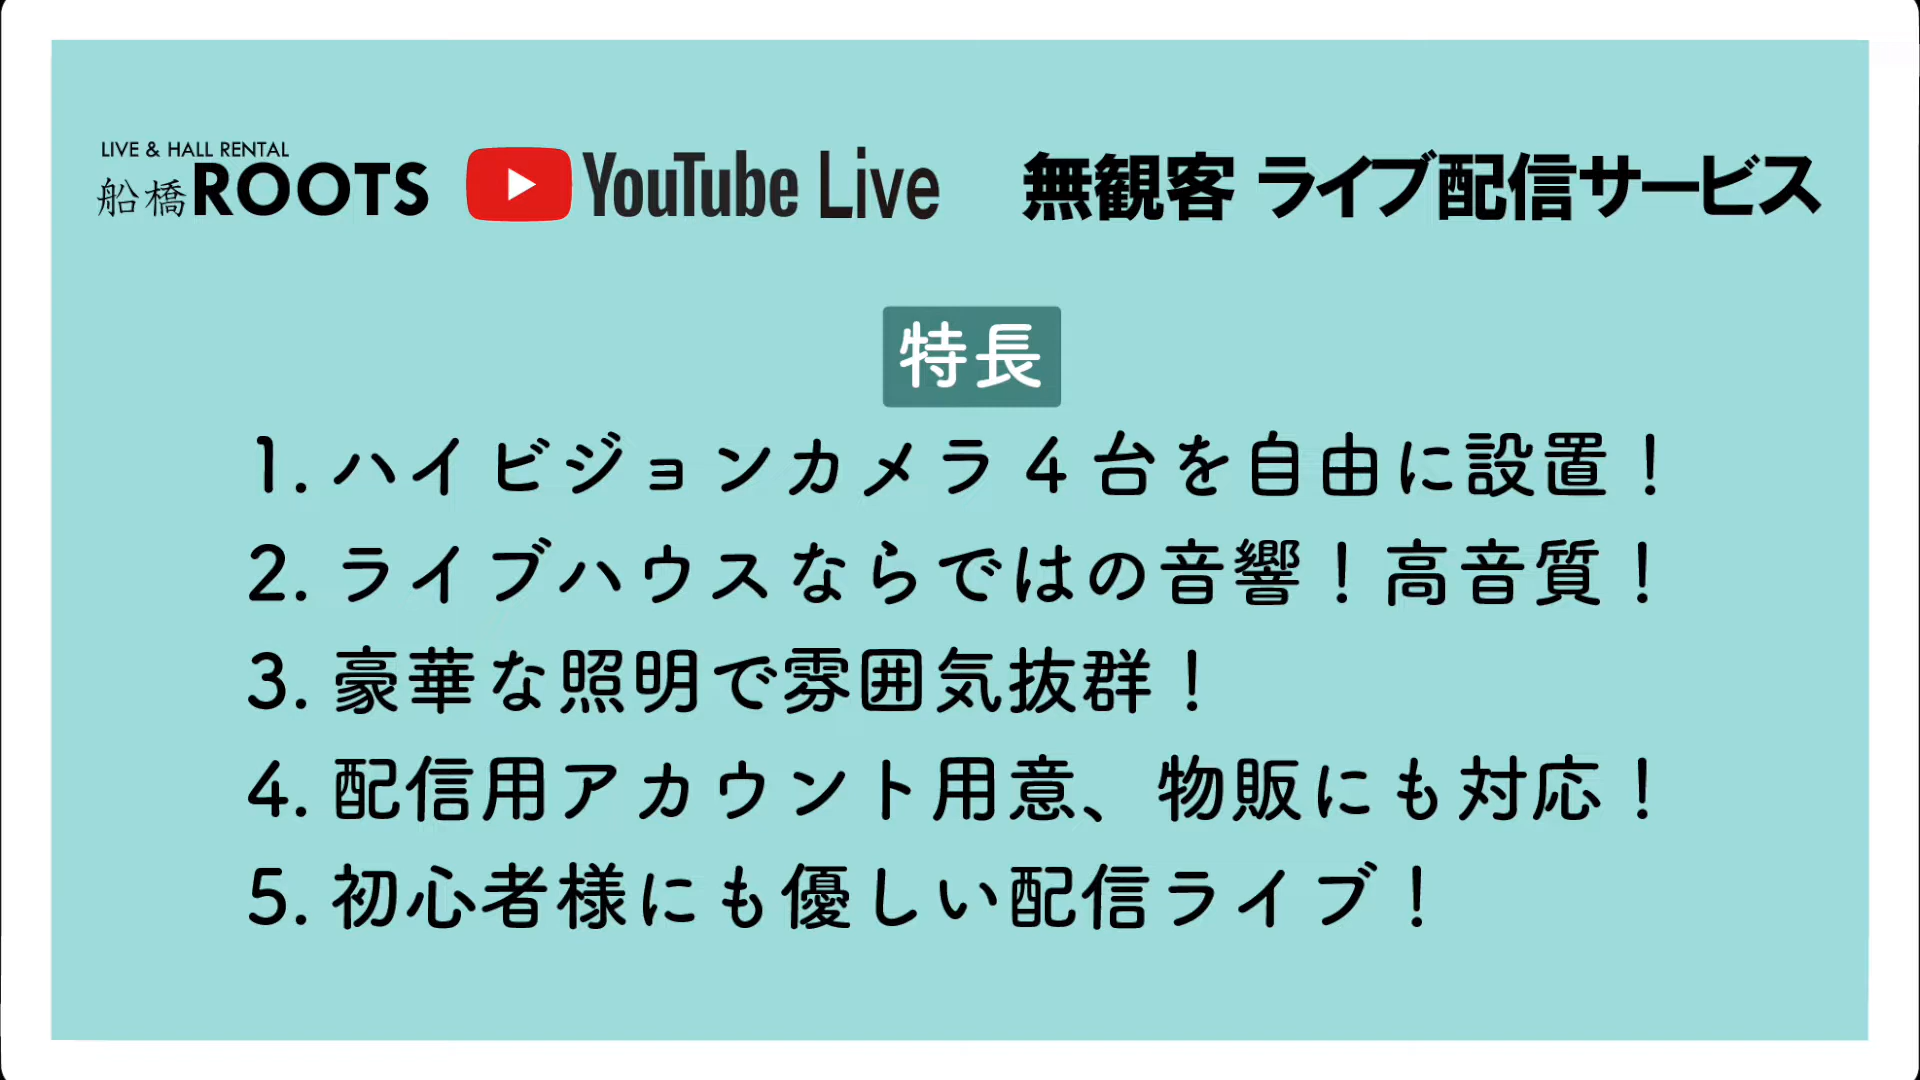 LIVE & HALL RENTAL
船橋ROOTS YouTube Live 無観客 ライブ配信サービス
特長
1. ハイビジョンカメラ4台を自由に設置！
2. ライブハウスならではの音響！高音質！
3. 豪華な照明で雰囲気抜群！
4. 配信用アカウント用意、物販にも対応！
5. 初心者様にも優しい配信ライブ！